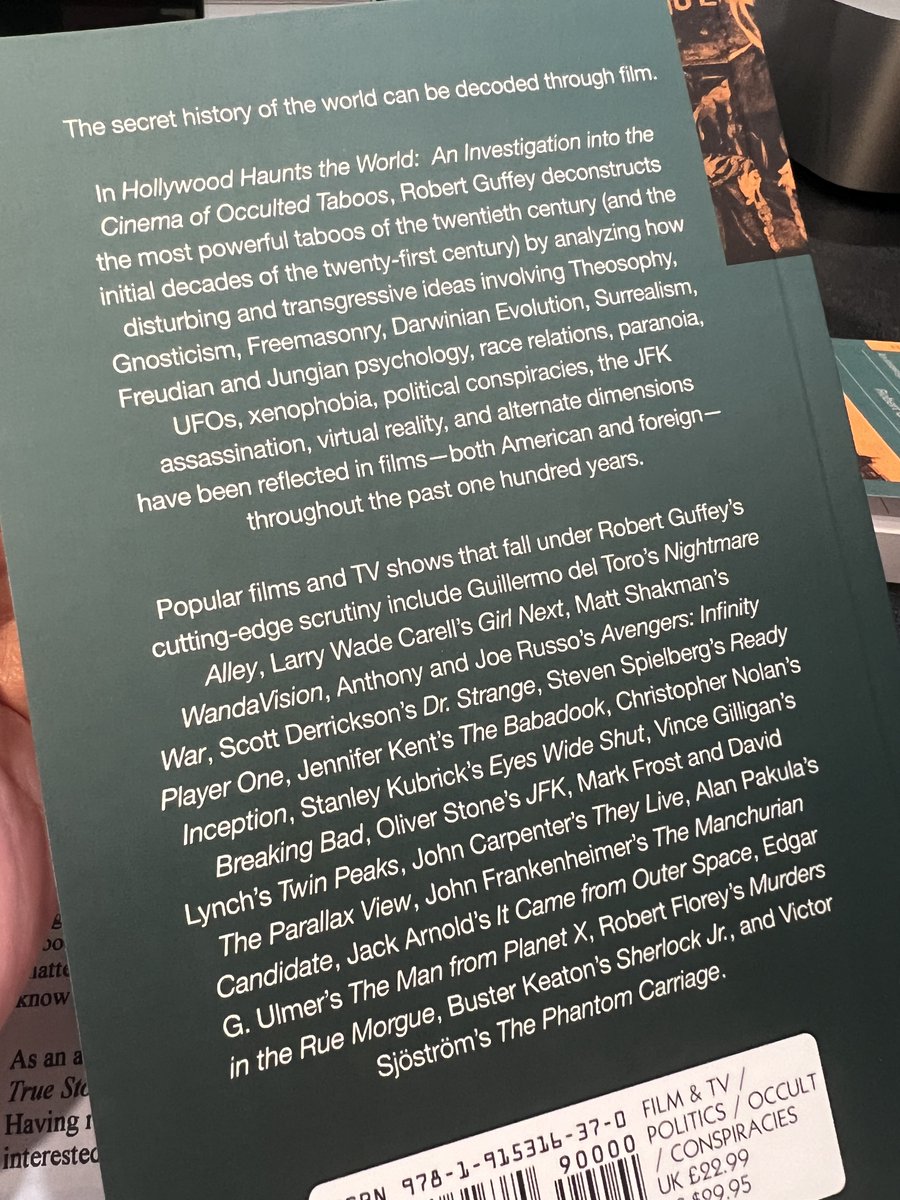 The secret history of the world can be decoded through film.
In Hollywood Haunts the World: An Investigation into the
Cinema of Occulted Taboos, Robert Guffey deconstructs
the most powerful taboos of the twentieth century (and the
initial decades of the twenty-first century) by analyzing how
disturbing and transgressive ideas involving Theosophy,
Gnosticism, Freemasonry, Darwinian Evolution, Surrealism,
Freudian and Jungian psychology, race relations, paranoia,
UFOs, xenophobia, political conspiracies, the JFK
assassination, virtual reality, and alternate dimensions
have been reflected in films—both American and foreign—
throughout the past one hundred years.
Popular films and TV shows that fall under Robert Guffey's
cutting-edge scrutiny include Guillermo del Toro's Nightmare
Alley, Larry Wade Carell's Girl Next, Matt Shakman's
WandaVision, Anthony and Joe Russo's Avengers: Infinity
War, Scott Derrickson's Dr. Strange, Steven Spielberg's Ready
Player One, Jennifer Kent's The Babadook, Christopher Nolan's
Inception, Stanley Kubrick's Eyes Wide Shut, Vince Gilligan's
Breaking Bad, Oliver Stone's JFK, Mark Frost and David
Lynch's Twin Peaks, John Carpenter's They Live, Alan Pakula's
The Parallax View, John Frankenheimer's The Manchurian
Candidate, Jack Arnold's It Came from Outer Space, Edgar
G. Ulmer's The Man from Planet X, Robert Florey's Murders
in the Rue Morgue, Buster Keaton's Sherlock Jr., and Victor
Sjöström's The Phantom Carriage.
978-1-915316-37-0
90000
FILM & TV /
POLITICS / OCCULT
/ CONSPIRACIES
UK £22.99
$29.95
know
As an a
True
Having
interested